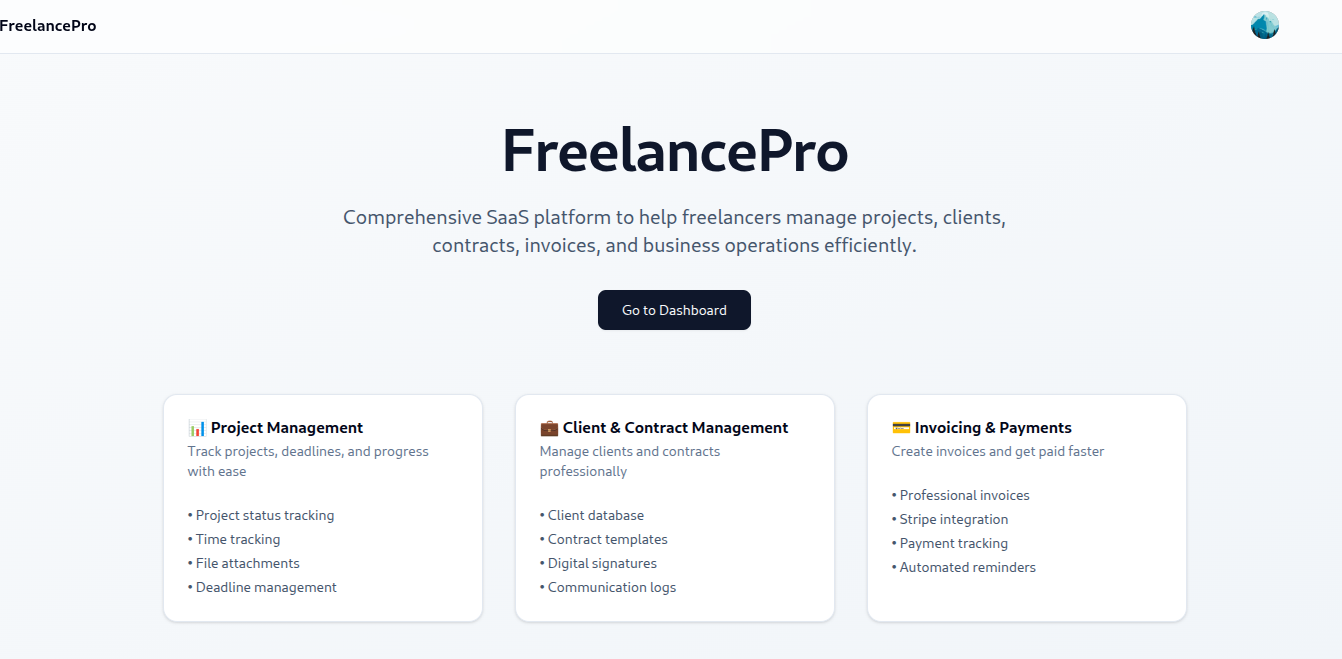 FreelancePro
FreelancePro
Comprehensive SaaS platform to help freelancers manage projects, clients,
contracts, invoices, and business operations efficiently.
Go to Dashboard
📊 Project Management
Track projects, deadlines, and progress
with ease
• Project status tracking
• Time tracking
• File attachments
• Deadline management
💼 Client & Contract Management
Manage clients and contracts
professionally
• Client database
• Contract templates
• Digital signatures
• Communication logs
💳 Invoicing & Payments
Create invoices and get paid faster
• Professional invoices
• Stripe integration
• Payment tracking
• Automated reminders